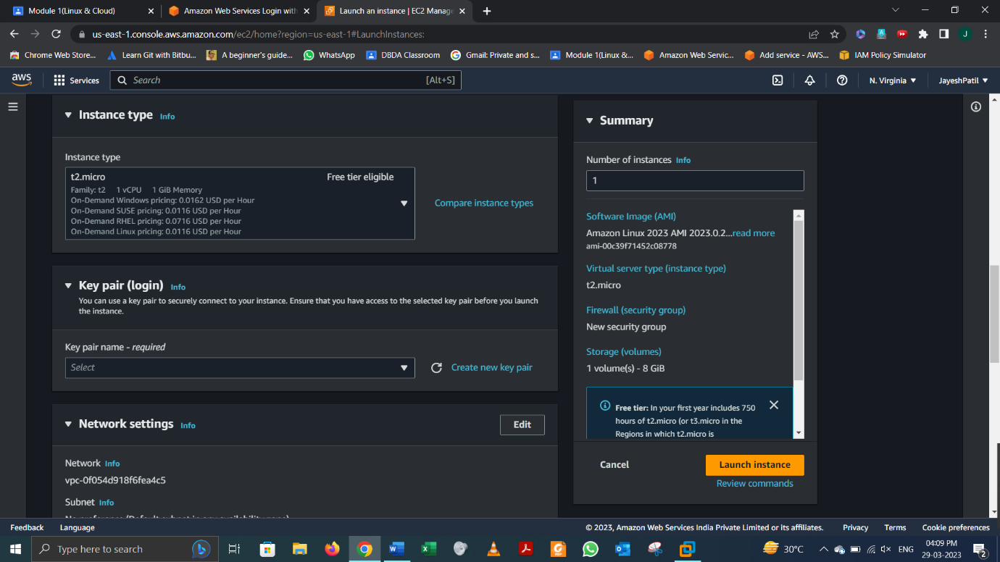 Module 1(Linux & Cloud)
Amazon Web Services Login with
Launch an instance | EC2 Manage
us-east-1.console.aws.amazon.com/ec2/home?region=us-east-1#LaunchInstances:
J
Chrome Web Store...
Learn Git with Bitbu...
A beginner's guide...
WhatsApp
DBDA Classroom
Gmail: Private and s...
Module 1(Linux &...
Amazon Web Servic...
Add service - AWS...
IAM Policy Simulator
aws
Services
Search
[Alt+S]
N. Virginia
JayeshPatil
Instance type Info
Instance type
t2.micro
Free tier eligible
Family: t2 1 vCPU 1 GiB Memory
On-Demand Windows pricing: 0.0162 USD per Hour
On-Demand SUSE pricing: 0.0116 USD per Hour
On-Demand RHEL pricing: 0.0716 USD per Hour
On-Demand Linux pricing: 0.0116 USD per Hour
Compare instance types
Key pair (login) Info
You can use a key pair to securely connect to your instance. Ensure that you have access to the selected key pair before you launch
the instance.
Key pair name - required
Select
Create new key pair
Network settings Info
Edit
Network Info
vpc-0f054d918f6fea4c5
Subnet Info
No preference (Default subnet in any availability zone)
Summary
Number of instances Info
1
Software Image (AMI)
Amazon Linux 2023 AMI 2023.0.2...read more
ami-00c39f71452c08778
Virtual server type (instance type)
t2.micro
Firewall (security group)
New security group
Storage (volumes)
1 volume(s) - 8 GiB
Free tier: In your first year includes 750
hours of t2.micro (or t3.micro in the
Regions in which t2.micro is
Cancel
Launch instance
Review commands
Feedback
Language
© 2023, Amazon Web Services India Private Limited or its affiliates.
Privacy
Terms
Cookie preferences
Type here to search
30°C
ENG
04:09 PM
29-03-2023
2